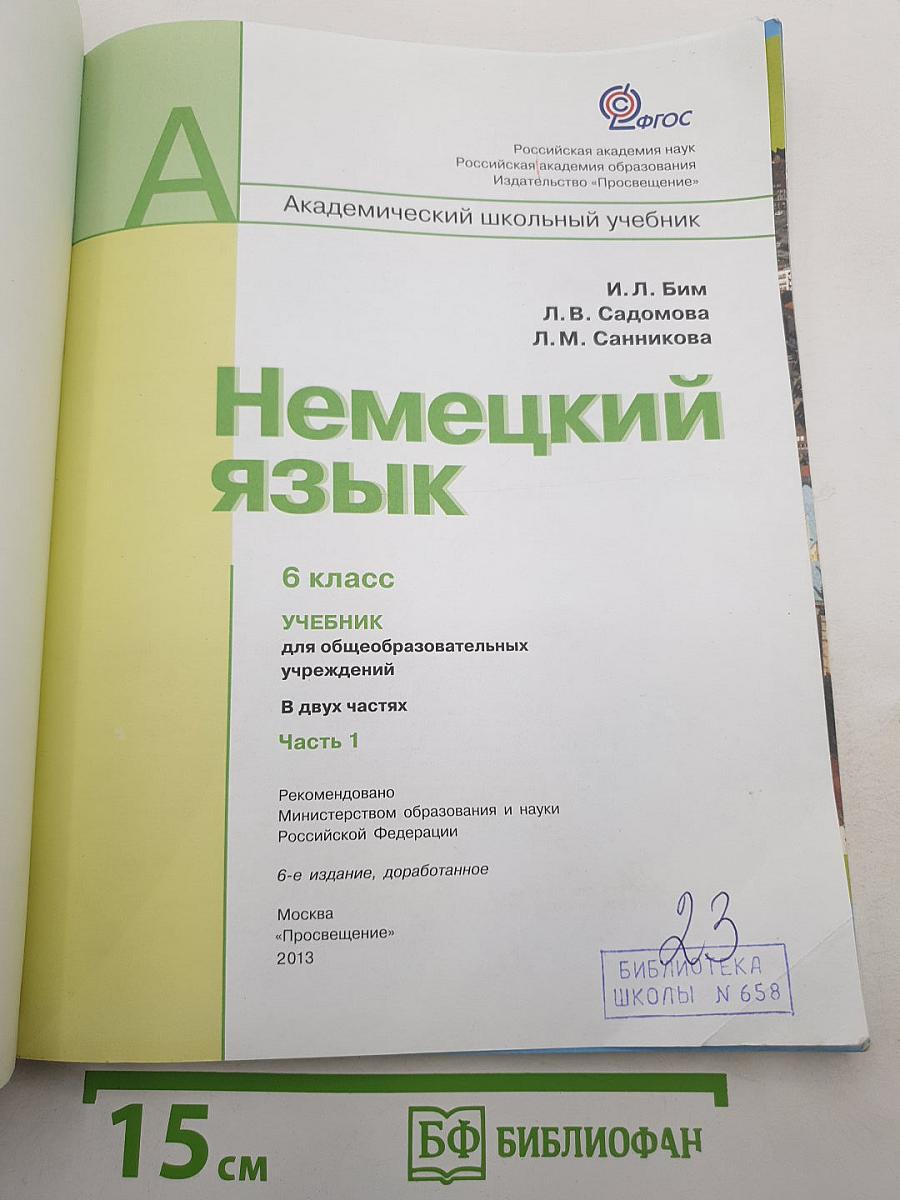 А
ФГОС
Российская академия наук
Российская академия образования
Издательство «Просвещение»
Академический школьный учебник
И. Л. Бим
Л. В. Садомова
Л. М. Санникова
Немецкий
язык
6 класс
УЧЕБНИК
для общеобразовательных
учреждений
В двух частях
Часть 1
Рекомендовано
Министерством образования и науки
Российской Федерации
6-е издание, доработанное
Москва
«Просвещение»
2013
23
БИБЛИОТЕКА
ШКОЛЫ N 658
15 см
БФ БИБЛИОФАН